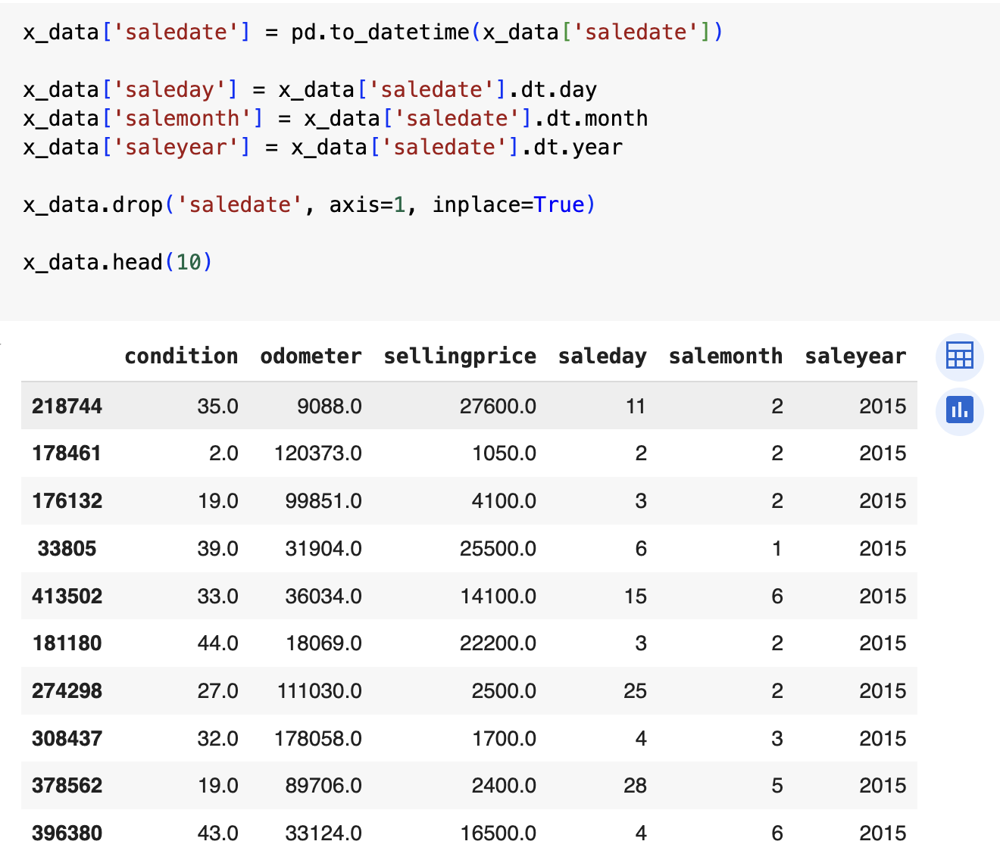 x_data['saledate'] = pd.to_datetime(x_data['saledate'])
x_data['saleday'] = x_data['saledate'].dt.day
x_data['salemonth'] = x_data['saledate'].dt.month
x_data['saleyear'] = x_data['saledate'].dt.year
x_data.drop('saledate', axis=1, inplace=True)
x_data.head(10)
condition odometer sellingprice saleday salemonth saleyear
218744 35.0 9088.0 27600.0 11 2 2015
178461 2.0 120373.0 1050.0 2 2 2015
176132 19.0 99851.0 4100.0 3 2 2015
33805 39.0 31904.0 25500.0 6 1 2015
413502 33.0 36034.0 14100.0 15 6 2015
181180 44.0 18069.0 22200.0 3 2 2015
274298 27.0 111030.0 2500.0 25 2 2015
308437 32.0 178058.0 1700.0 4 3 2015
378562 19.0 89706.0 2400.0 28 5 2015
396380 43.0 33124.0 16500.0 4 6 2015